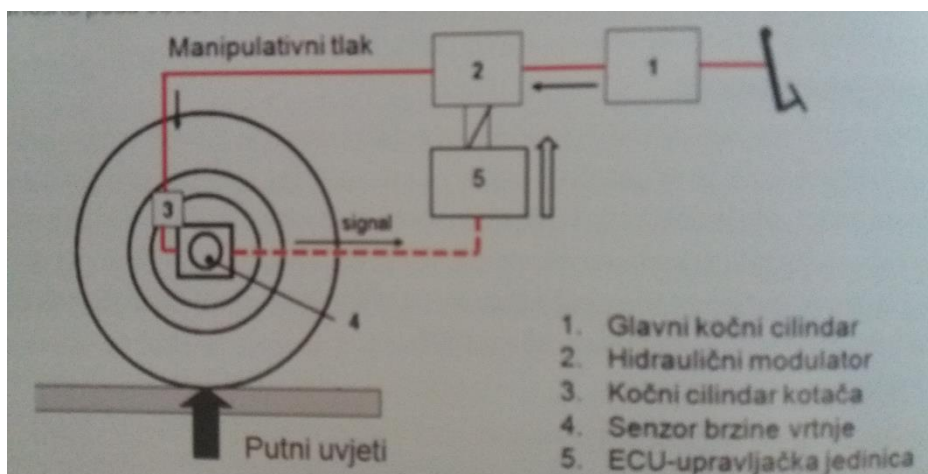 Manipulativni tlak
2
1
5
3
signal
4
Putni uvjeti
1. Glavni kočni cilindar
2. Hidraulični modulator
3. Kočni cilindar kotača
4. Senzor brzine vrtnje
5. ECU-upravljačka jedinica